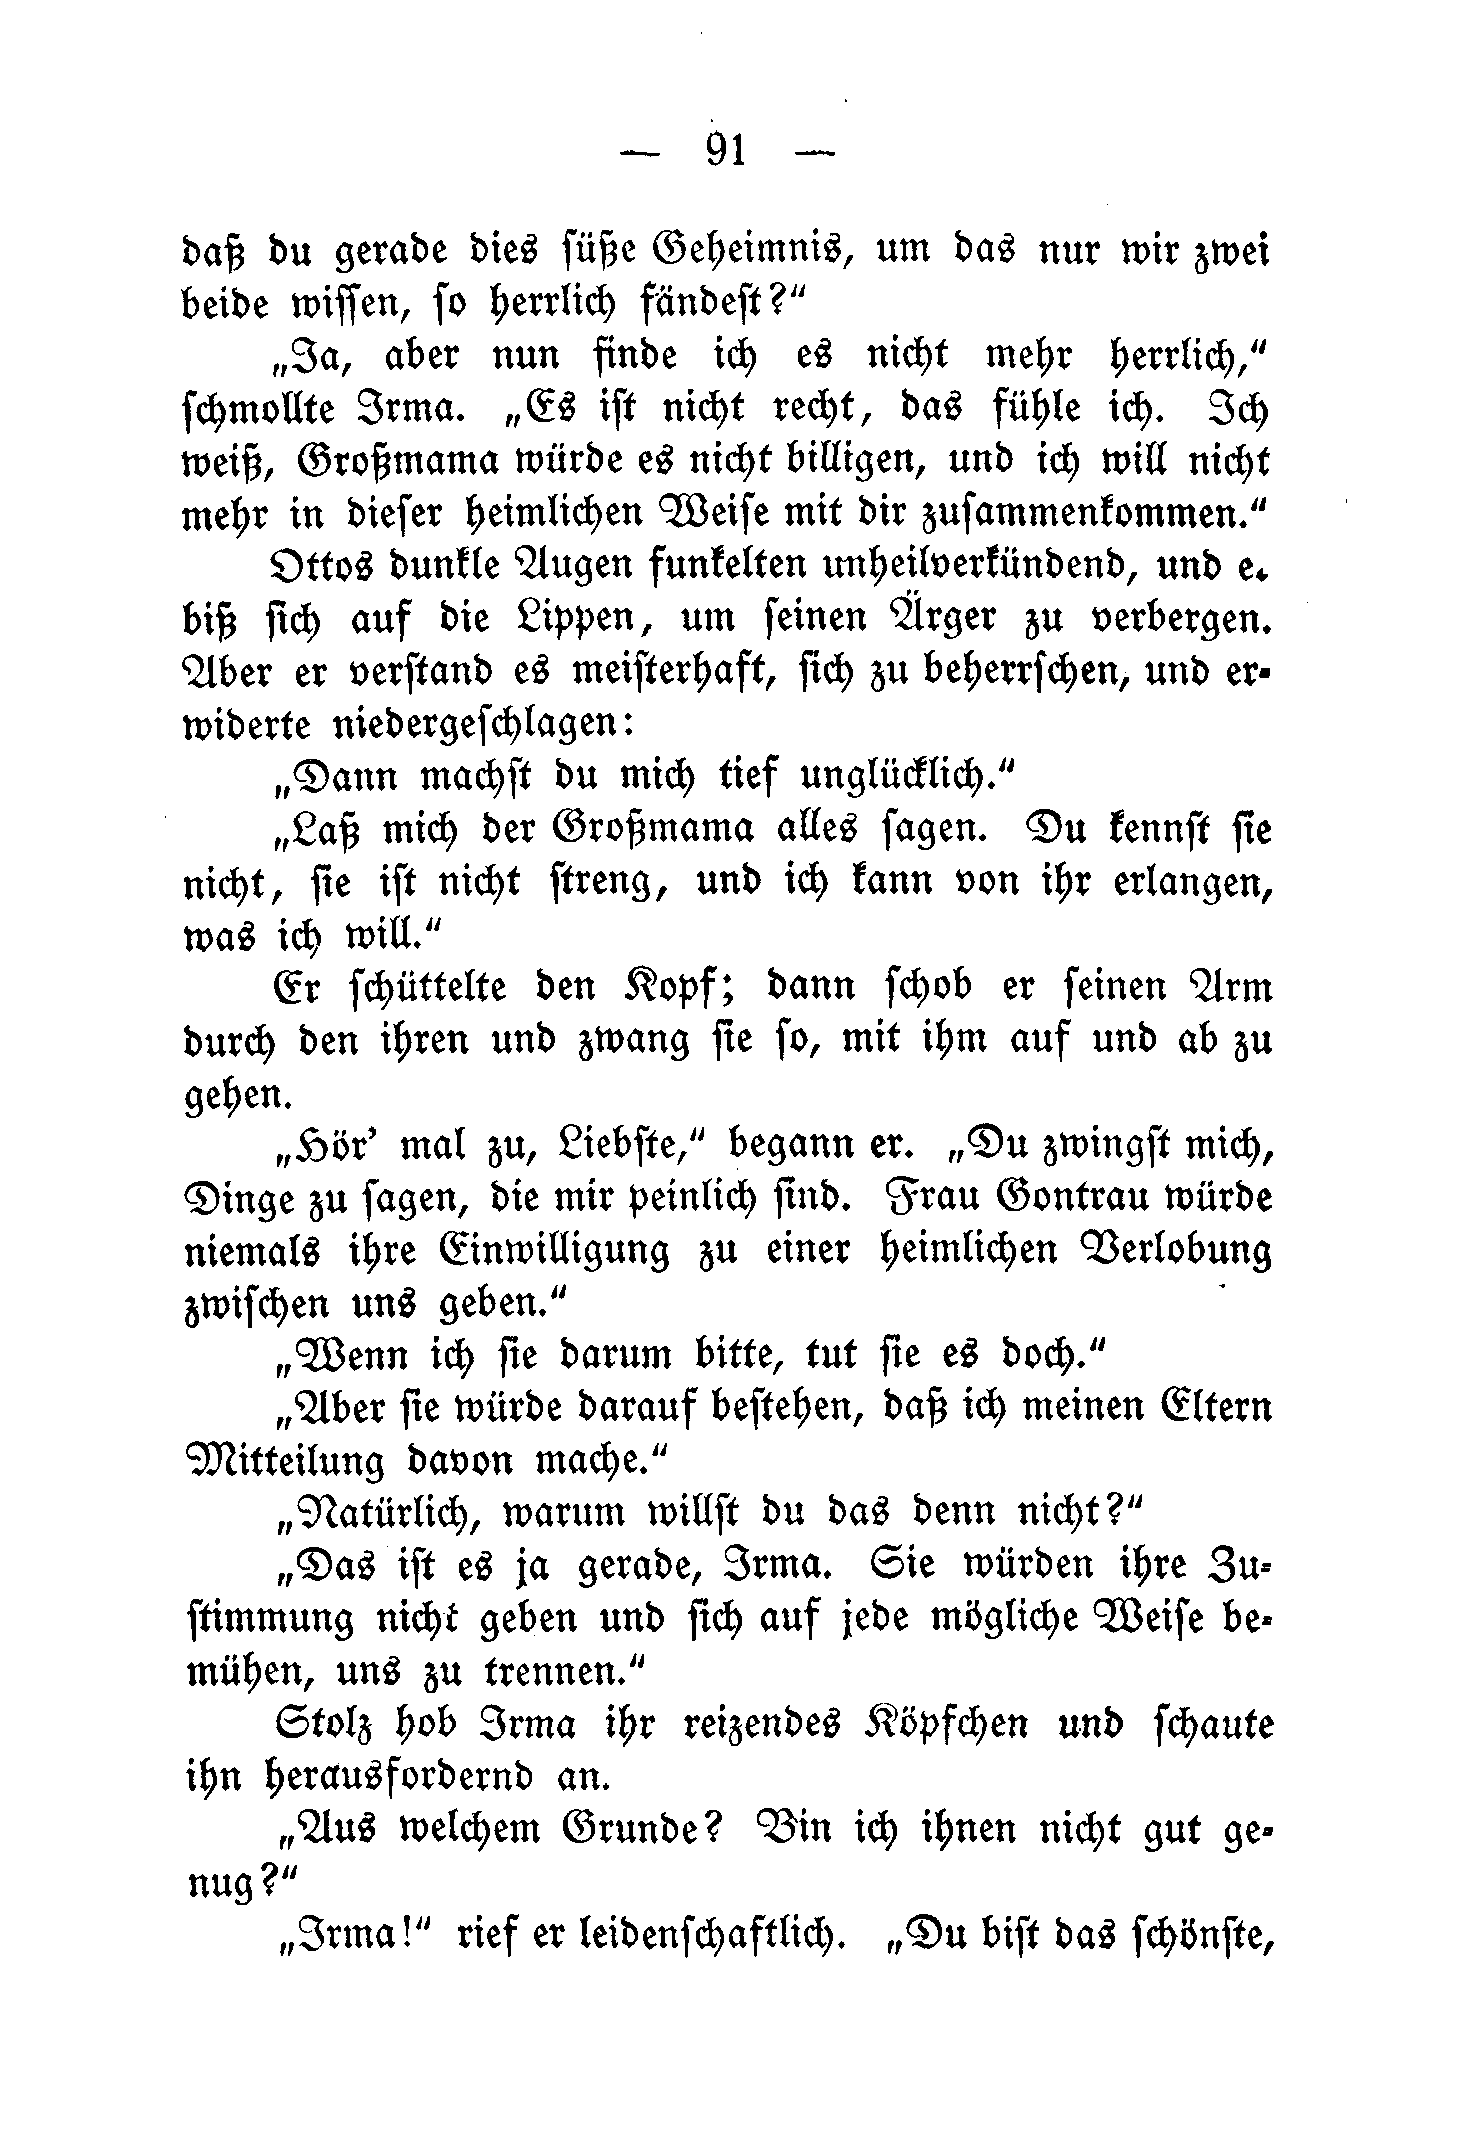 — 91 —
daß du gerade dies süße Geheimnis, um das nur wir zwei
beide wissen, so herrlich fändest?“
„Ja, aber nun finde ich es nicht mehr herrlich,“
schmollte Irma. „Es ist nicht recht, das fühle ich. Ich
weiß, Großmama würde es nicht billigen, und ich will nicht
mehr in dieser heimlichen Weise mit dir zusammenkommen.“
Ottos dunkle Augen funkelten unheilverkündend, und
biß sich auf die Lippen, um seinen Ärger zu verbergen.
Aber er verstand es meisterhaft, sich zu beherrschen, und er-
widerte niedergeschlagen:
„Dann machst du mich tief unglücklich.“
„Laß mich der Großmama alles sagen. Du kennst sie
nicht, sie ist nicht streng, und ich kann von ihr erlangen,
was ich will.“
Er schüttelte den Kopf; dann schob er seinen Arm
durch den ihren und zwang sie so, mit ihm auf und ab zu
gehen.
„Hör’ mal zu, Liebste,“ begann er. „Du zwingst mich,
Dinge zu sagen, die mir peinlich sind. Frau Gontrau würde
niemals ihre Einwilligung zu einer heimlichen Verlobung
zwischen uns geben.“
„Wenn ich sie darum bitte, tut sie es doch.“
„Aber sie würde darauf bestehen, daß ich meinen Eltern
Mitteilung davon mache.“
„Natürlich, warum willst du das denn nicht?“
„Das ist es ja gerade, Irma. Sie würden ihre Zu-
stimmung nicht geben und sich auf jede mögliche Weise be-
mühen, uns zu trennen.“
Stolz hob Irma ihr reizendes Köpfchen und schaute
ihn herausfordernd an.
„Aus welchem Grunde? Bin ich ihnen nicht gut ge-
nug?“
„Irma!“ rief er leidenschaftlich. „Du bist das schönste,